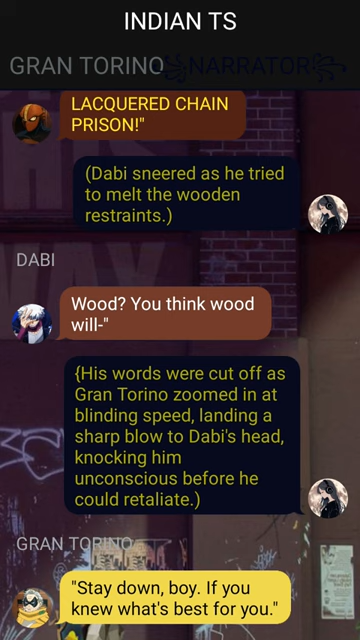 INDIAN TS
GRAN TORINO꧁NARRATOR꧂
LACQUERED CHAIN
PRISON!"
(Dabi sneered as he tried
to melt the wooden
restraints.)
DABI
Wood? You think wood
will-"
{His words were cut off as
Gran Torino zoomed in at
blinding speed, landing a
sharp blow to Dabi's head,
knocking him
unconscious before he
could retaliate.)
GRAN TORINO
"Stay down, boy. If you
knew what's best for you."